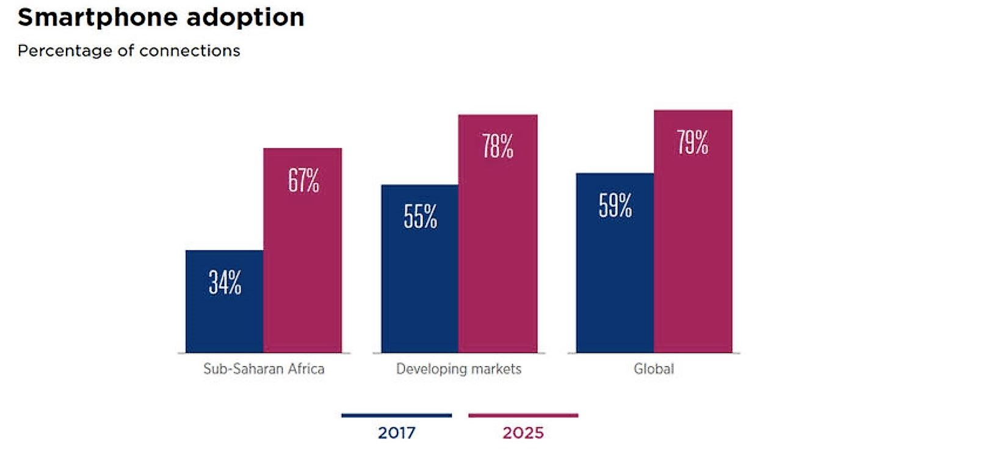 Smartphone adoption
Percentage of connections
34%
67%
55%
78%
59%
79%
Sub-Saharan Africa
Developing markets
Global
2017
2025